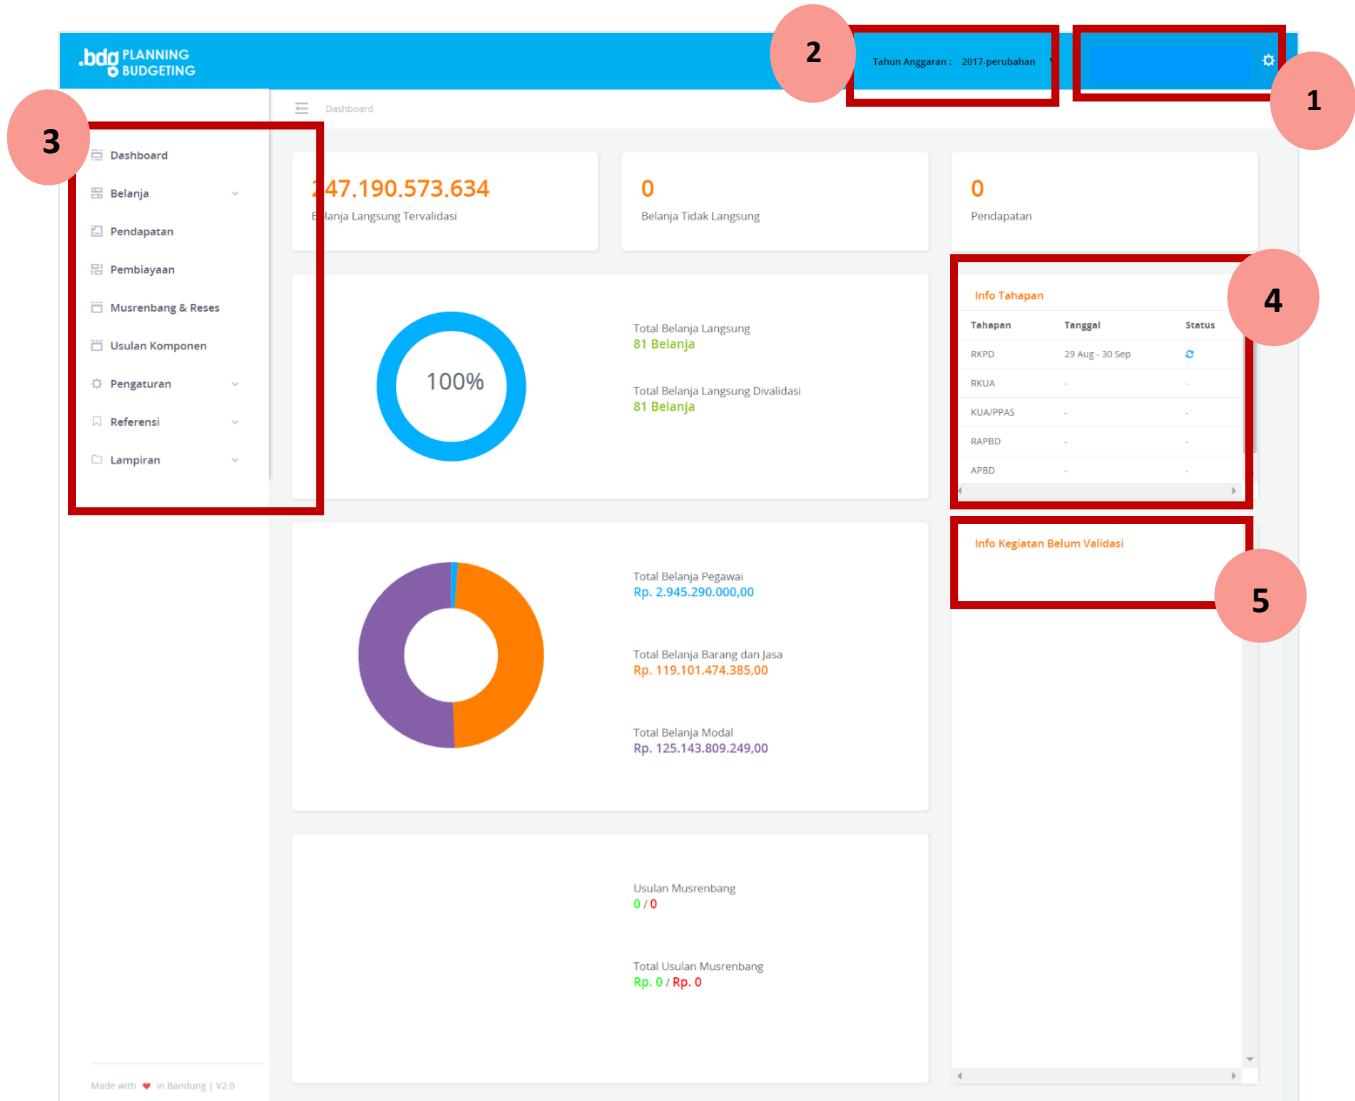 .bdg PLANNING
BUDGETING
2
Tahun Anggaran : 2017-perubahan
1
Dashboard
3
Dashboard
Belanja
Pendapatan
Pembiayaan
Musrenbang & Reses
Usulan Komponen
Pengaturan
Referensi
Lampiran
247.190.573.634
Belanja Langsung Tervalidasi
0
Belanja Tidak Langsung
0
Pendapatan
100%
Total Belanja Langsung
81 Belanja
Total Belanja Langsung Divalidasi
81 Belanja
4
Info Tahapan
Tahapan Tanggal Status
RKPD 29 Aug - 30 Sep
RKUA - -
KUA/PPAS - -
RAPBD - -
APBD - -
Info Kegiatan Belum Validasi
5
Total Belanja Pegawai
Rp. 2.945.290.000,00
Total Belanja Barang dan Jasa
Rp. 119.101.474.385,00
Total Belanja Modal
Rp. 125.143.809.249,00
Usulan Musrenbang
0 / 0
Total Usulan Musrenbang
Rp. 0 / Rp. 0
Made with ❤ in Bandung | V2.0